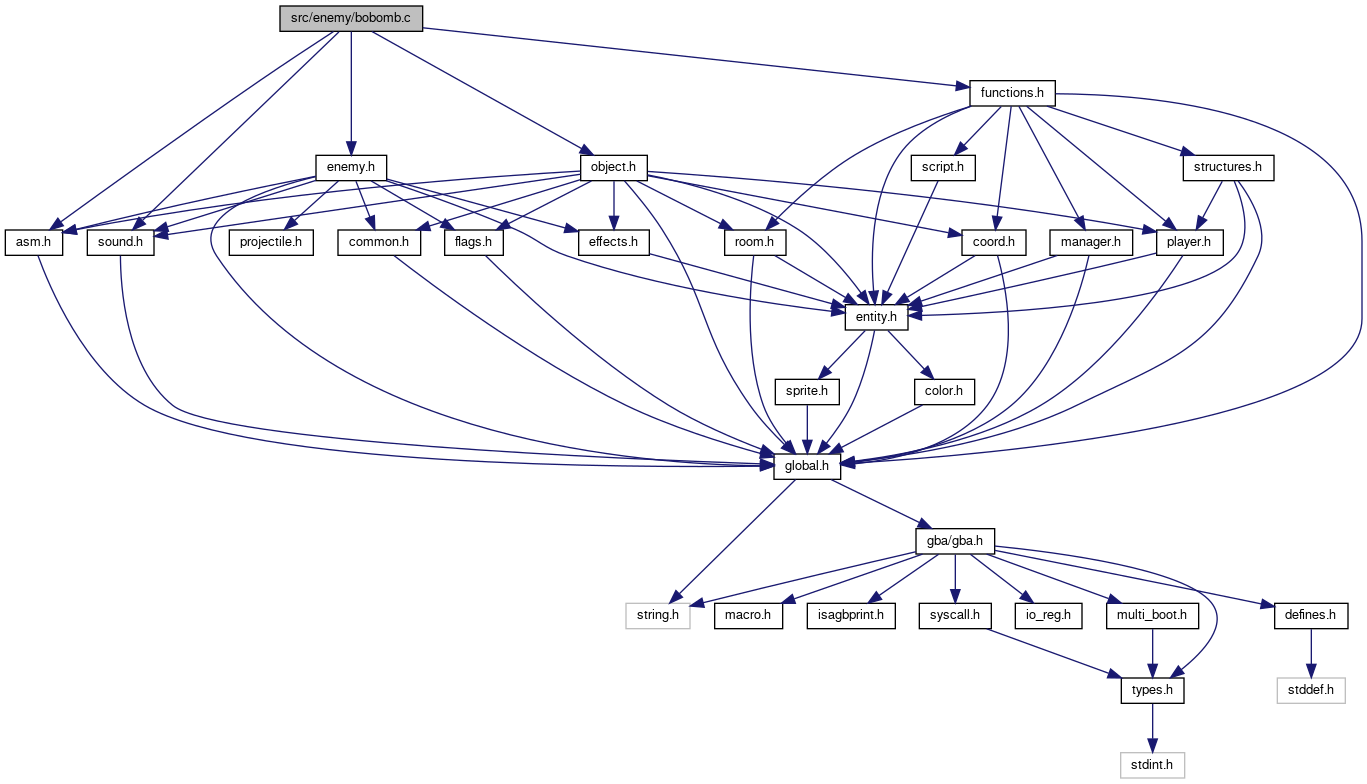 src/enemy/bobomb.c
functions.h
enemy.h
object.h
script.h
structures.h
asm.h
sound.h
projectile.h
common.h
flags.h
effects.h
room.h
coord.h
manager.h
player.h
entity.h
sprite.h
color.h
global.h
gba/gba.h
string.h
macro.h
isagbprint.h
syscall.h
io_reg.h
multi_boot.h
defines.h
types.h
stddef.h
stdint.h